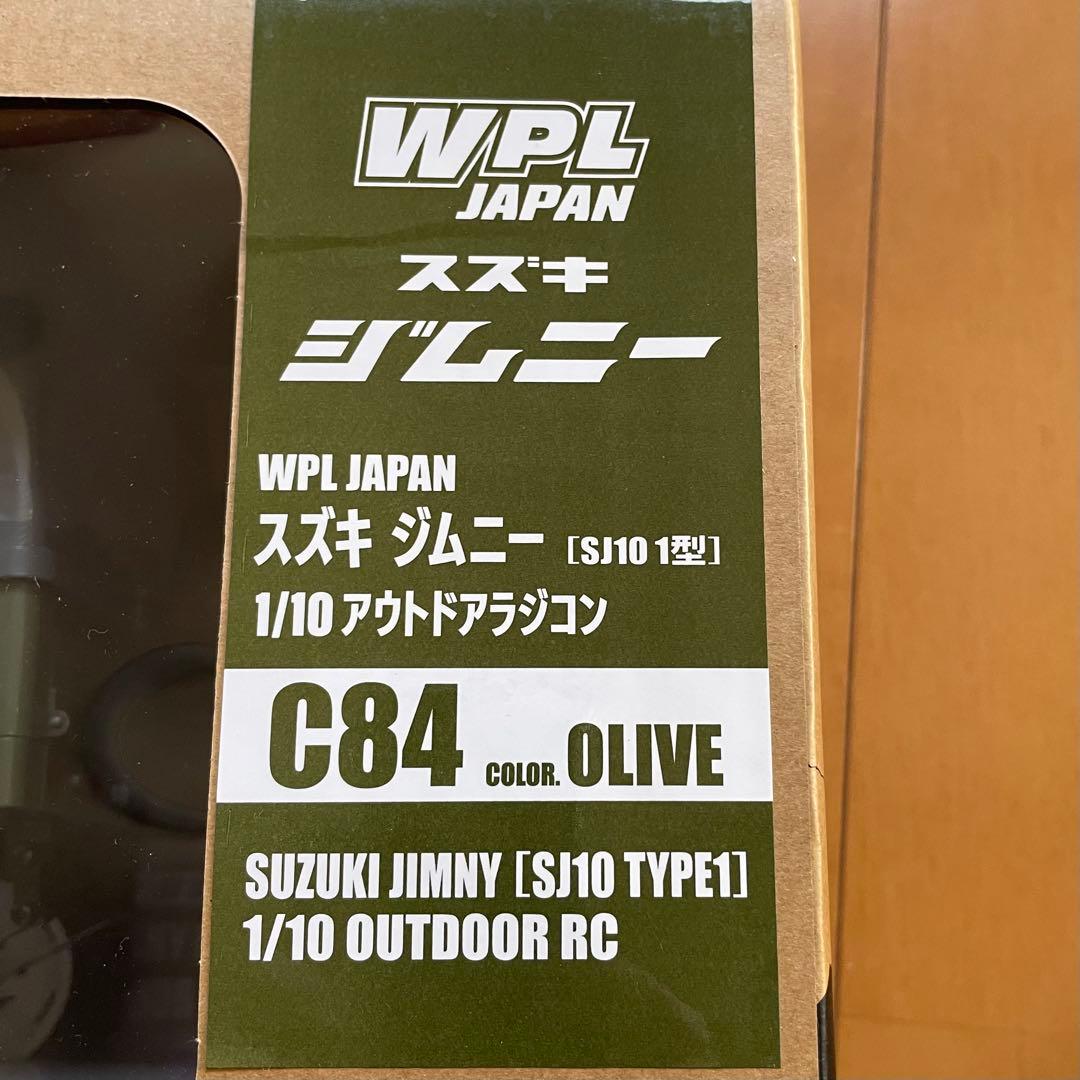 WPL
JAPAN
スズキ
ジムニー
WPL JAPAN
スズキ ジムニー [SJ10 1型]
1/10 アウトドアラジコン
C84 COLOR. OLIVE
SUZUKI JIMNY [SJ10 TYPE1]
1/10 OUTDOOR RC